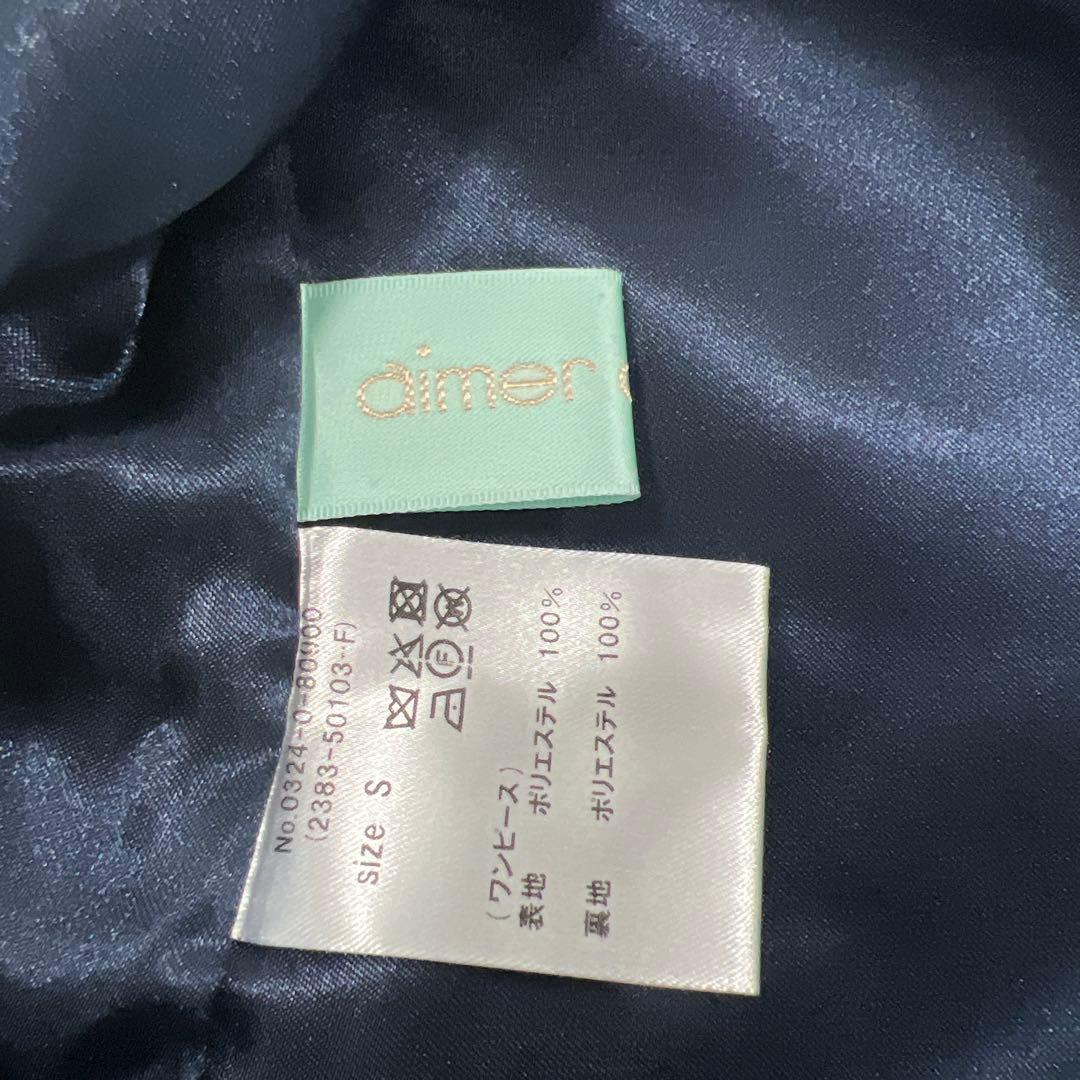 aimer
No.0324-0-80000
(2383-50103-F)
size S
(ワンピース)
表地 ポリエステル 100%
裏地 ポリエステル 100%